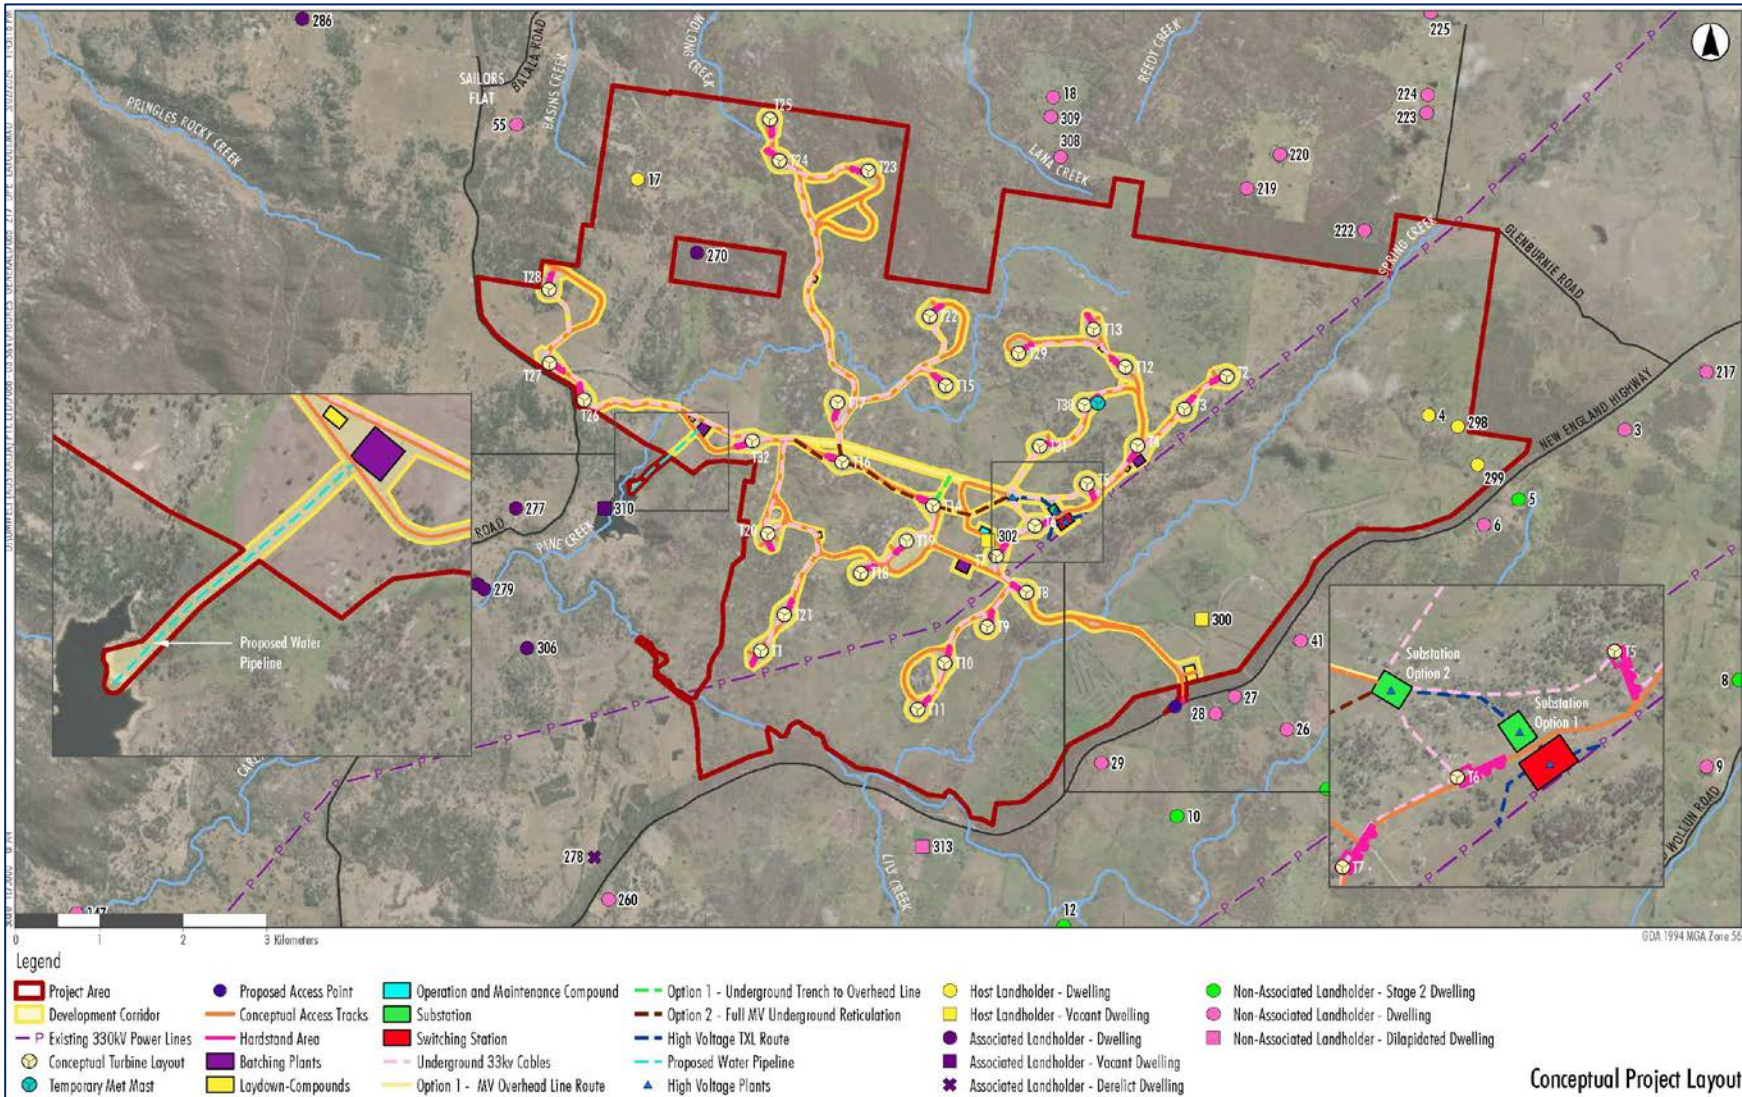 286
SAILORS
FLAT
BALALA ROAD
BASINS CREEK
MOLONG
CREEK
REEDY CREEK
225
PRINGLES ROCKY CREEK
55
T25
18
309
308
LANA CREEK
224
223
220
219
222
17
T24
T23
SPRING CREEK
GLENBURNIE ROAD
270
T28
T22
T13
T29
T12
T2
217
T27
T15
T3
T26
T17
T30
4
298
NEW ENGLAND HIGHWAY
3
T32
T16
T31
T4
299
T5
5
277
310
T14
6
ROAD
PINE CREEK
T20
T19
302
T6
T7
T18
279
T8
T21
T9
300
306
T1
T10
41
T11
27
28
26
8
29
9
10
278
313
LILY CREEK
WOLLUN ROAD
260
147
12
Proposed Water
Pipeline
Substation
Option 2
Substation
Option 1
T5
T6
T7
P
0
1
2
3 Kilometers
GDA 1994 MGA Zone 56
Legend
Project Area
Development Corridor
P Existing 330kV Power Lines
Conceptual Turbine Layout
Temporary Met Mast
Proposed Access Point
Conceptual Access Tracks
Hardstand Area
Batching Plants
Laydown-Compounds
Operation and Maintenance Compound
Substation
Switching Station
Underground 33kv Cables
Option 1 - MV Overhead Line Route
Option 1 - Underground Trench to Overhead Line
Option 2 - Full MV Underground Reticulation
High Voltage TXL Route
Proposed Water Pipeline
High Voltage Plants
Host Landholder - Dwelling
Host Landholder - Vacant Dwelling
Associated Landholder - Dwelling
Associated Landholder - Vacant Dwelling
Associated Landholder - Derelict Dwelling
Non-Associated Landholder - Stage 2 Dwelling
Non-Associated Landholder - Dwelling
Non-Associated Landholder - Dilapidated Dwelling
Conceptual Project Layout